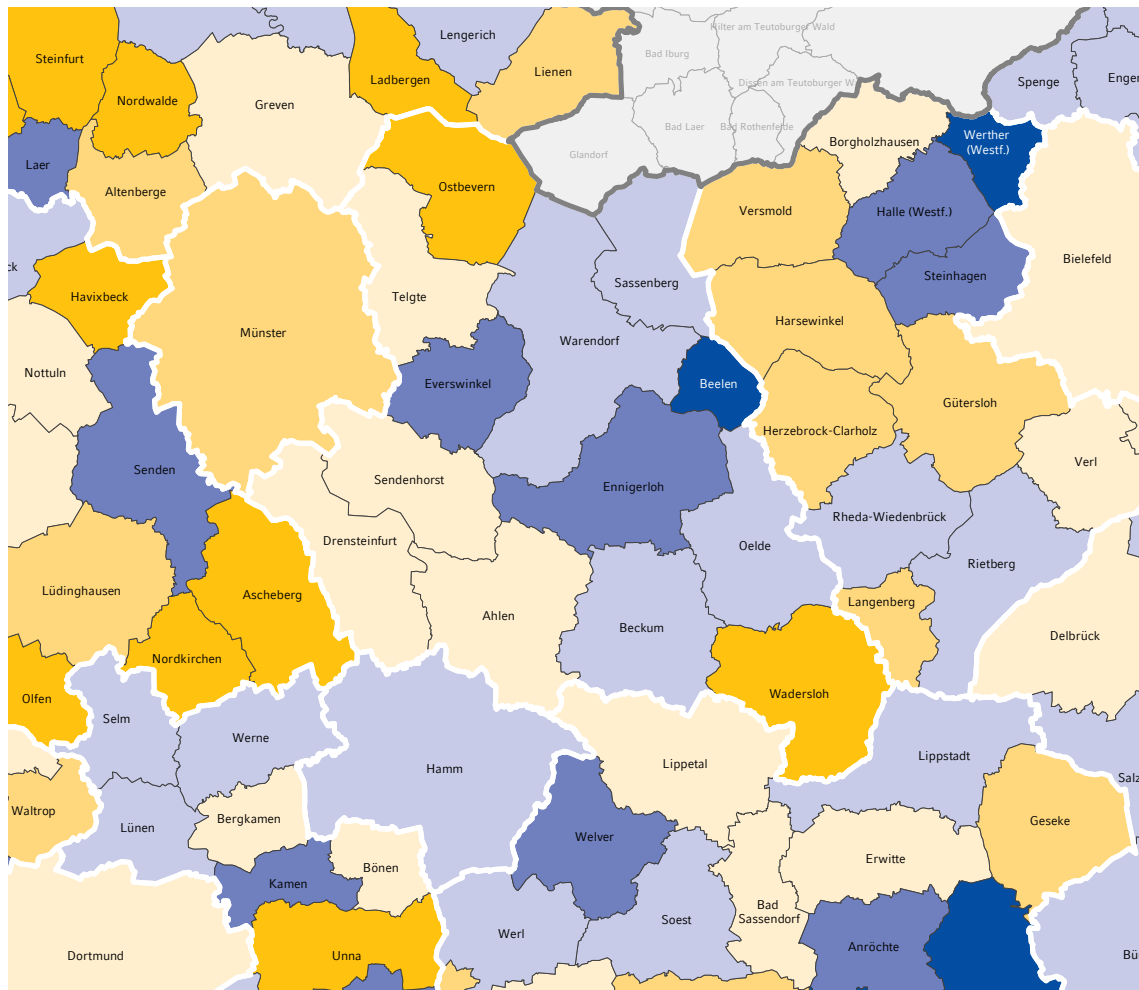 Lengerich
Hilter am Teutoburger Wald
Steinfurt
Bad Iburg
Lienen
Ladbergen
Spenge
Enger
Dissen am Teutoburger W
Nordwalde
Greven
Bad Laer
Bad Rothenfelde
Werther
(Westf.)
Borgholzhausen
Glandorf
Laer
Altenberge
Ostbevern
Versmold
Halle (Westf.)
Bielefeld
ck
Steinhagen
Sassenberg
Havixbeck
Telgte
Harsewinkel
Münster
Warendorf
Nottuln
Everswinkel
Beelen
Gütersloh
Herzebrock-Clarholz
Verl
Senden
Sendenhorst
Ennigerloh
Rheda-Wiedenbrück
Drensteinfurt
Oelde
Rietberg
Lüdinghausen
Ascheberg
Langenberg
Ahlen
Beckum
Delbrück
Nordkirchen
Olfen
Wadersloh
Selm
Werne
Lippetal
Lippstadt
Hamm
Salz
Waltrop
Bergkamen
Geseke
Lünen
Welver
Erwitte
Bönen
Kamen
Bad
Sassendorf
Soest
Werl
Anröchte
Dortmund
Unna
Bü